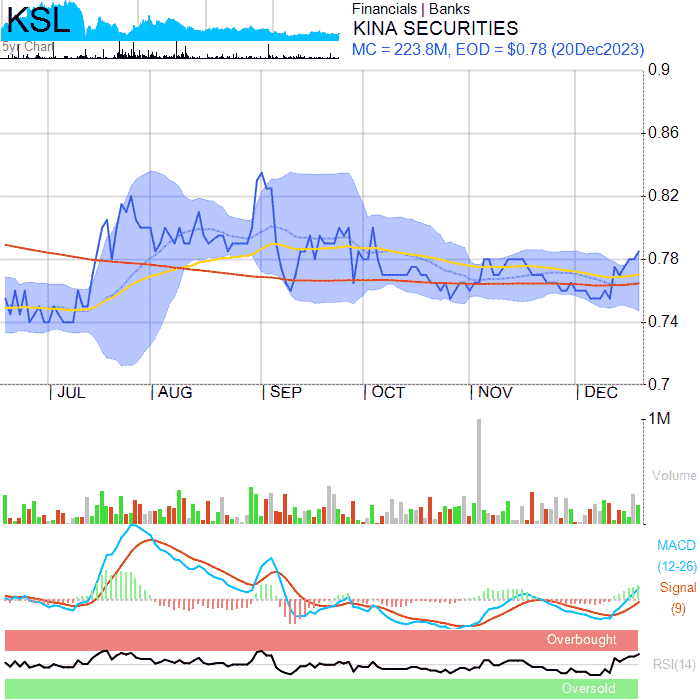 KSL
5yr Chart
Financials | Banks
KINA SECURITIES
MC = 223.8M, EOD = $0.78 (20Dec2023)
0.9
0.86
0.82
0.78
0.74
0.7
JUL AUG SEP OCT NOV DEC
1M
Volume
MACD
(12-26)
Signal
(9)
Overbought
RSI(14)
Oversold